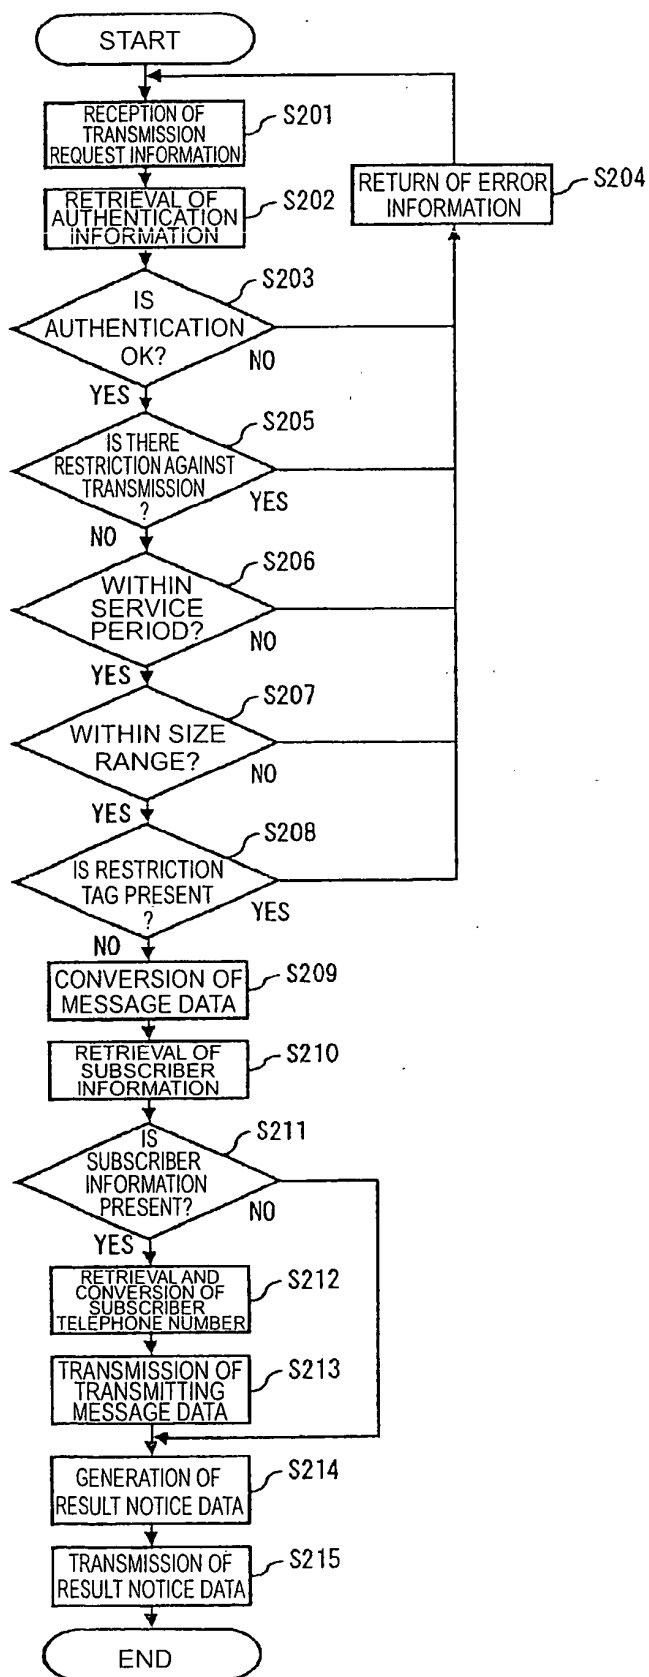 START
RECEPTION OF
TRANSMISSION
REQUEST INFORMATION
S201
RETRIEVAL OF
AUTHENTICATION
INFORMATION
S202
RETURN OF ERROR
INFORMATION
S204
IS
AUTHENTICATION
OK?
S203
NO
YES
IS THERE
RESTRICTION AGAINST
TRANSMISSION
?
S205
YES
NO
WITHIN
SERVICE
PERIOD?
S206
NO
YES
WITHIN SIZE
RANGE?
S207
NO
YES
IS RESTRICTION
TAG PRESENT
?
S208
YES
NO
CONVERSION OF
MESSAGE DATA
S209
RETRIEVAL OF
SUBSCRIBER
INFORMATION
S210
IS
SUBSCRIBER
INFORMATION
PRESENT?
S211
NO
YES
RETRIEVAL AND
CONVERSION OF
SUBSCRIBER
TELEPHONE NUMBER
S212
TRANSMISSION OF
TRANSMITTING
MESSAGE DATA
S213
GENERATION OF
RESULT NOTICE DATA
S214
TRANSMISSION OF
RESULT NOTICE DATA
S215
END